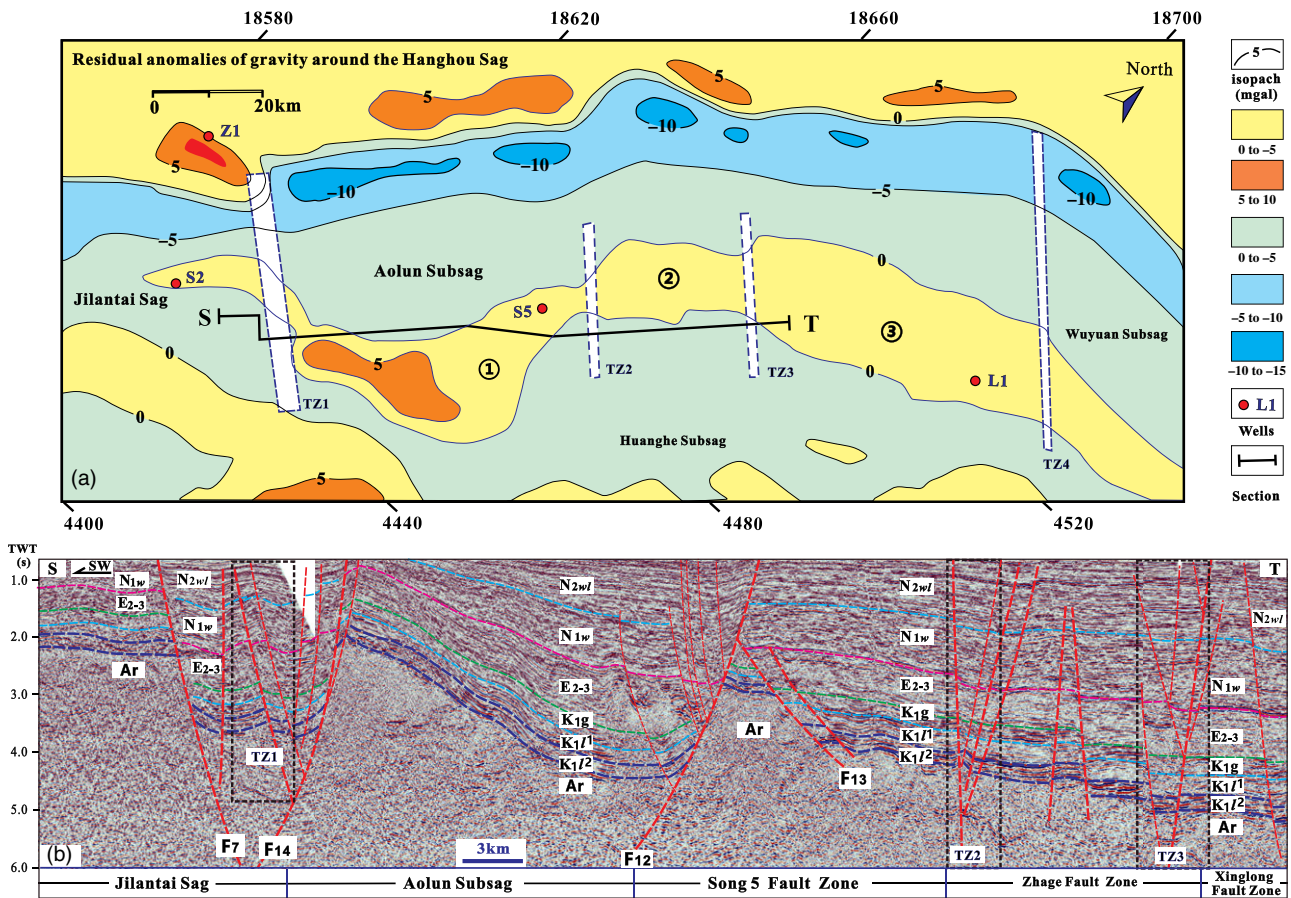 18580
18620
18660
18700
Residual anomalies of gravity around the Hanghou Sag
0
20km
North
Z1
5
5
5
5
0
–10
–10
–10
–10
–5
–5
S2
Jilantai Sag
Aolun Subsag
S5
S
T
0
②
③
①
5
TZ1
TZ2
TZ3
TZ4
L1
Wuyuan Subsag
Huanghe Subsag
0
0
0
5
(a)
4400
4440
4480
4520
5
isopach
(mgal)
0 to –5
5 to 10
0 to –5
–5 to –10
–10 to –15
L1
Wells
Section
TWT
(s)
1.0
2.0
3.0
4.0
5.0
6.0
S
SW
T
N1w
E2-3
N1w
Ar
N2wl
E2-3
TZ1
F7
F14
N2wl
N1w
E2-3
K1g
K1l1
K1l2
Ar
F12
Ar
F13
N2wl
N1w
E2-3
K1g
K1l1
K1l2
TZ2
TZ3
N2wl
N1w
E2-3
K1g
K1l1
K1l2
Ar
(b)
3km
Jilantai Sag
Aolun Subsag
Song 5 Fault Zone
Zhage Fault Zone
Xinglong
Fault Zone